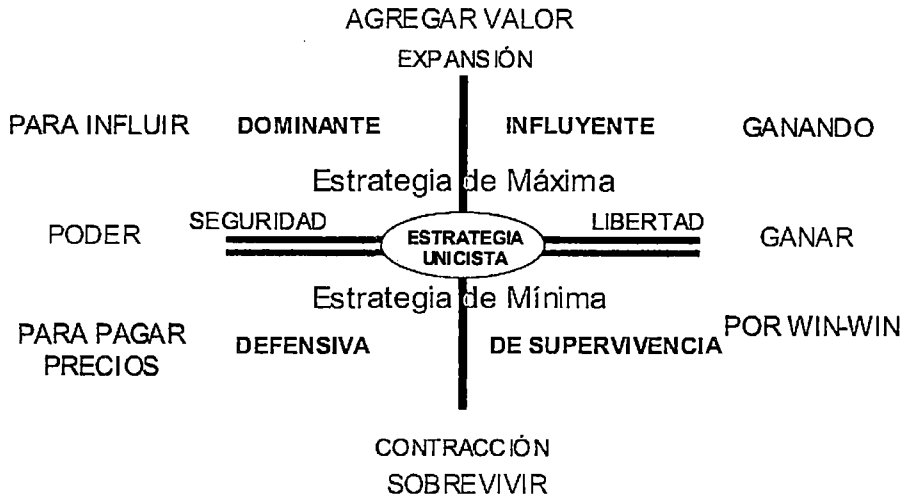 AGREGAR VALOR
EXPANSIÓN
PARA INFLUIR DOMINANTE INFLUYENTE GANANDO
Estrategia de Máxima
PODER SEGURIDAD LIBERTAD GANAR
ESTRATEGIA
UNICISTA
Estrategia de Mínima
PARA PAGAR
PRECIOS
DEFENSIVA DE SUPERVIVENCIA POR WIN-WIN
CONTRACCIÓN
SOBREVIVIR